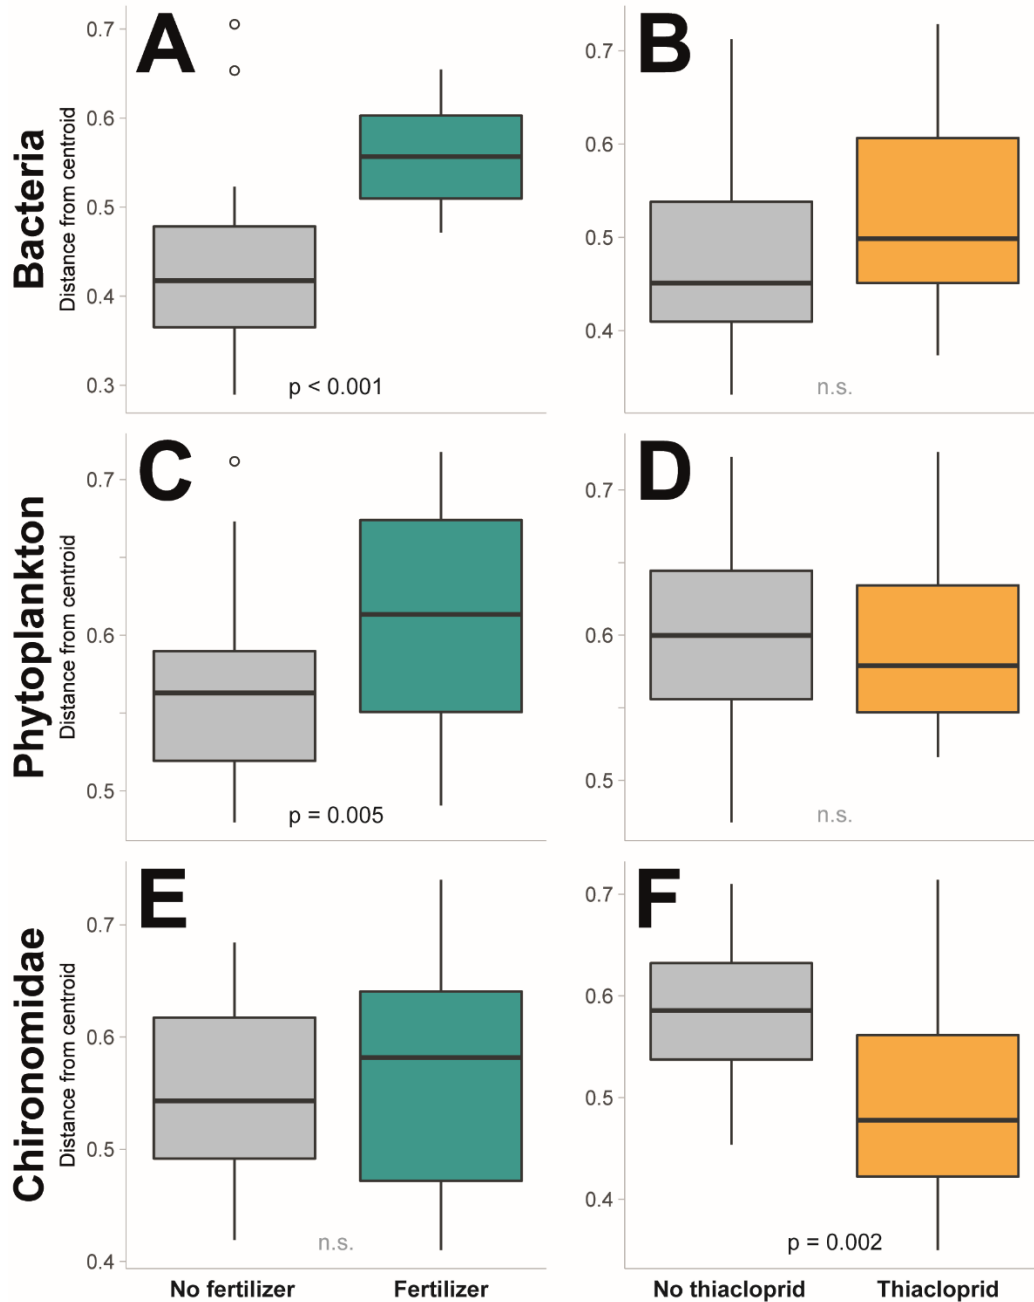 A
B
Bacteria
Distance from centroid
0.7
0.6
0.5
0.4
0.3
p < 0.001
0.7
0.6
0.5
0.4
n.s.
C
D
Phytoplankton
Distance from centroid
0.7
0.6
0.5
p = 0.005
0.7
0.6
0.5
n.s.
E
F
Chironomidae
Distance from centroid
0.7
0.6
0.5
0.4
n.s.
0.7
0.6
0.5
0.4
p = 0.002
No fertilizer Fertilizer No thiacloprid Thiacloprid